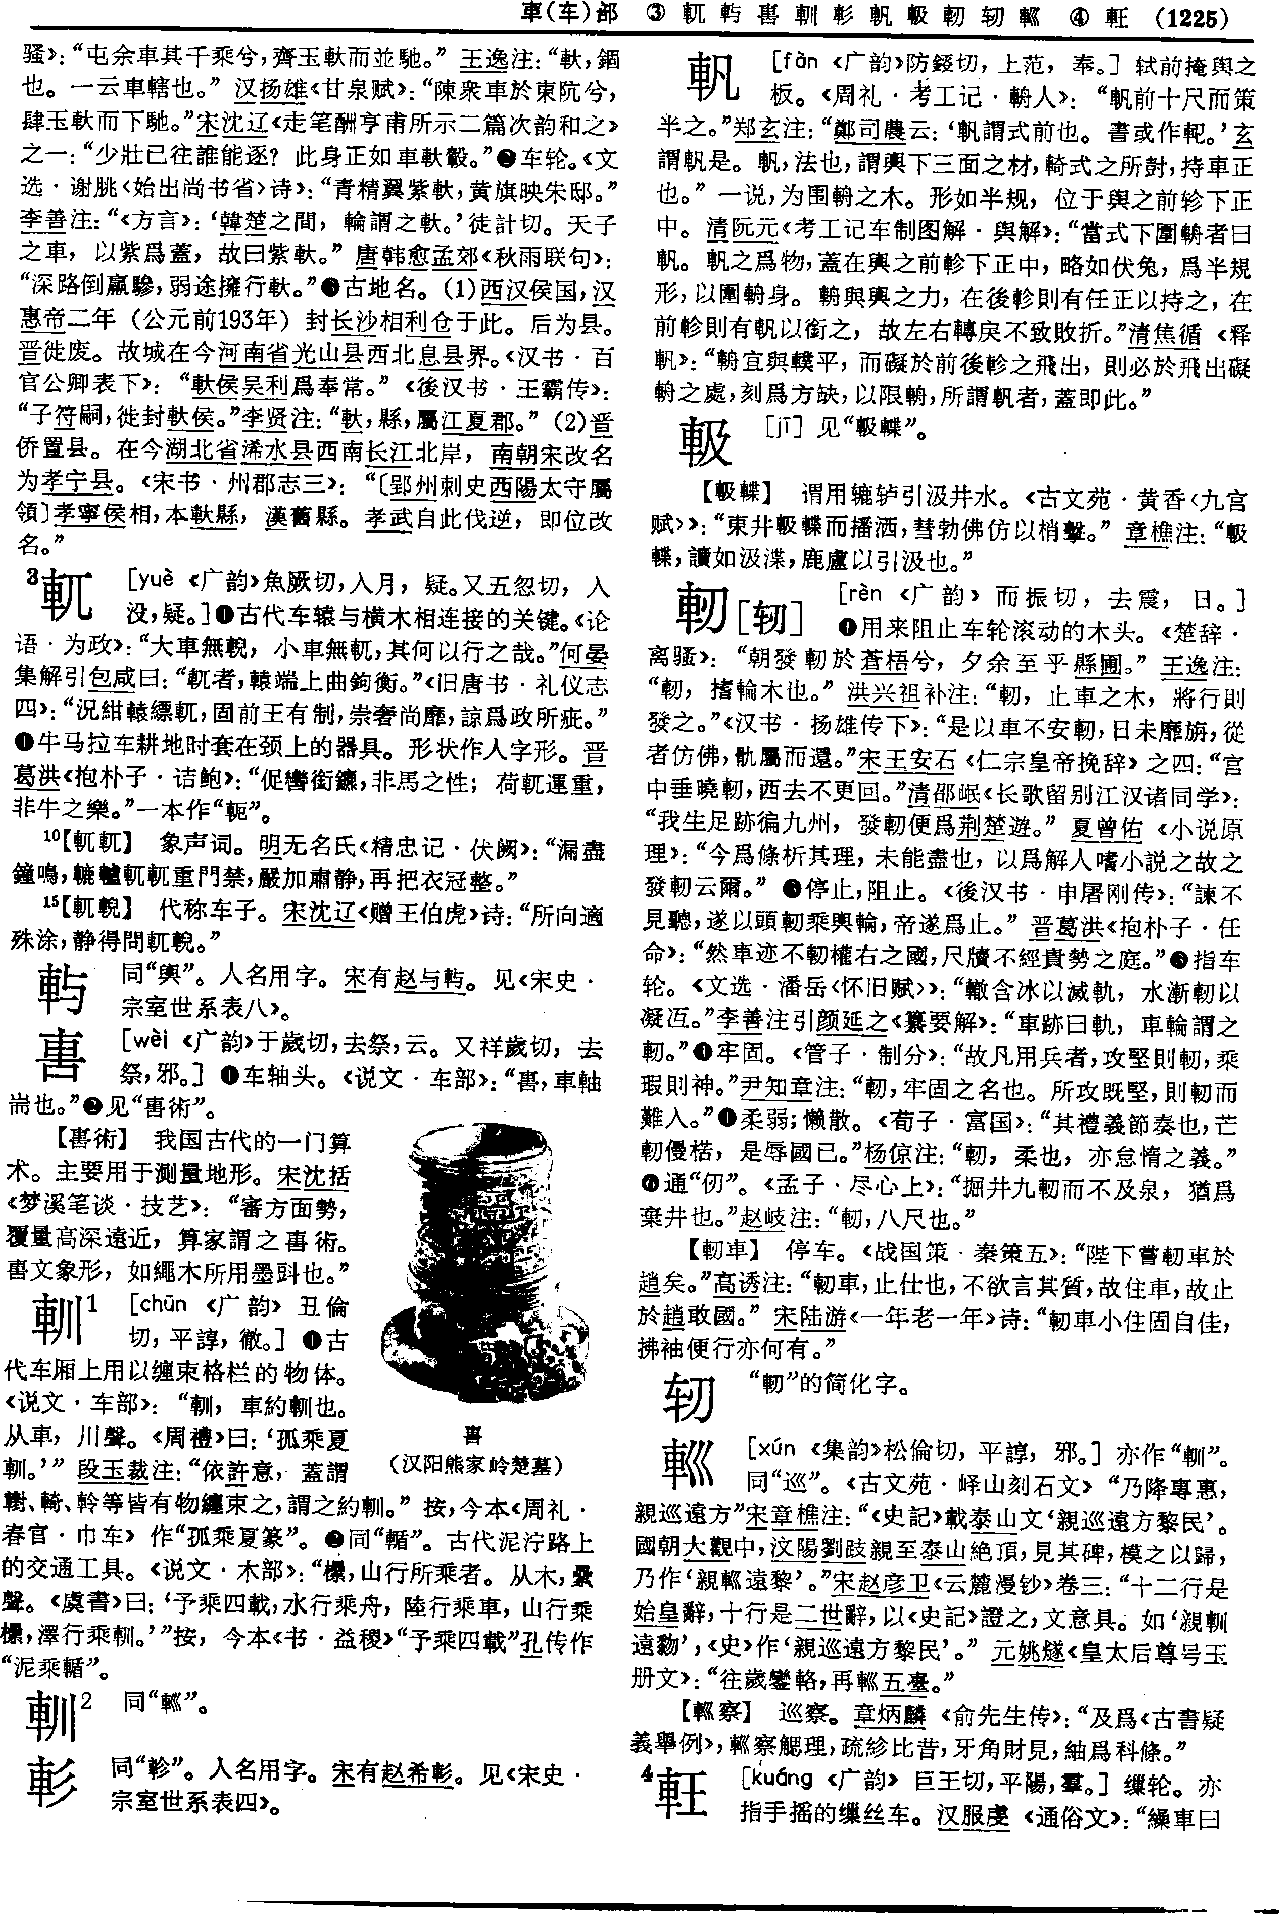 車(车)部　③ 軏 䡃 軎 軓 軔 轫　④ 軖 (1225)
骚》：“屯余車其千乘兮，齊玉軑而並馳。”王逸注：“軑，錮
也。一云車轄也。”汉扬雄《甘泉赋》：“陳衆車於東阬兮，
肆玉軑而下馳。”宋沈辽《走笔酬亨甫所示二篇次韵和之》
之一：“少壯已往誰能逐？此身正如車軑轂。”❷车轮。《文
选·谢朓〈始出尚书省〉诗》：“青精翼紫軑，黄旗映朱邸。”
李善注：“《方言》：‘韓楚之間，輪謂之軑。’徒計切。天子
之車，以紫爲蓋，故曰紫軑。”唐韩愈孟郊《秋雨联句》：
“深路倒羸驂，弱途擁行軑。”❸古地名。(1)西汉侯国，汉
惠帝二年（公元前193年）封长沙相利仓于此。后为县。
晋徙废。故城在今河南省光山县西北息县界。《汉书·百
官公卿表下》：“軑侯吴利爲奉常。”《後汉书·王霸传》：
“子符嗣，徙封軑侯。”李贤注：“軑，縣，屬江夏郡。”(2)晋
侨置县。在今湖北省浠水县西南长江北岸，南朝宋改名
为孝宁县。《宋书·州郡志三》：“〔郢州刺史西陽太守屬
領〕孝寧侯相，本軑縣，漢舊縣。孝武自此伐逆，即位改
名。”
3軏　[yuè《广韵》魚厥切，入月，疑。又五忽切，入
没，疑。]❶古代车辕与横木相连接的关键。《论
语·为政》：“大車無輗，小車無軏，其何以行之哉。”何晏
集解引包咸曰：“軏者，轅端上曲鉤衡。”《旧唐书·礼仪志
四》：“況紺轅縹軏，固前王有制，崇奢尚靡，諒爲政所疵。”
❶牛马拉车耕地时套在颈上的器具。形状作人字形。晋
葛洪《抱朴子·诘鲍》：“促轡銜鑣，非馬之性；荷軏運重，
非牛之樂。”一本作“軛”。
10【軏軏】　象声词。明无名氏《精忠记·伏阙》：“漏盡
鐘鳴，轆轤軏軏重門禁，嚴加肅静，再把衣冠整。”
15【軏輗】　代称车子。宋沈辽《赠王伯虎》诗：“所向適
殊涂，静得問軏輗。”
同“輿”。人名用字。宋有赵与。见《宋史·
宗室世系表八》。
軎　[wèi《广韵》于歲切，去祭，云。又祥歲切，去
祭，邪。]❶车轴头。《说文·车部》：“軎，車軸
耑也。”❷见“軎術”。
【軎術】　我国古代的一门算
术。主要用于测量地形。宋沈括
《梦溪笔谈·技艺》：“審方面勢，
覆量高深遠近，算家謂之軎術。
軎文象形，如繩木所用墨㪷也。”
軎
（汉阳熊家岭楚墓）
䡅1　[chūn《广韵》丑倫
切，平諄，徹。]❶古
代车厢上用以缠束格栏的物体。
《说文·车部》：“䡅，車約䡅也。
从車，川聲。《周禮》曰：‘孤乘夏
䡅。’”段玉裁注：“依許意，蓋謂
䡎、輢、軨等皆有物纏束之，謂之約䡅。”按，今本《周礼·
春官·巾车》作“孤乘夏篆”。❷同“輴”。古代泥泞路上
的交通工具。《说文·木部》：“欙，山行所乘者。从木，纍
聲。《虞書》曰：‘予乘四載，水行乘舟，陸行乘車，山行乘
欙，澤行乘䡅。’”按，今本《书·益稷》“予乘四載”孔传作
“泥乘輴”。
䡅2　同“”。
同“軫”。人名用字。宋有赵希。见《宋史·
宗室世系表四》。
軓　[fàn《广韵》防錽切，上范，奉。]轼前掩舆之
板。《周礼·考工记·輈人》：“軓前十尺而策
半之。”郑玄注：“鄭司農云：‘軓謂式前也。書或作。’玄
謂軓是。軓，法也，謂輿下三面之材，輢式之所尌，持車正
也。”一说，为围輈之木。形如半规，位于舆之前轸下正
中。清阮元《考工记车制图解·舆解》：“當式下圍輈者曰
軓。軓之爲物，蓋在輿之前軫下正中，略如伏兔，爲半規
形，以圍輈身。輈與輿之力，在後軫則有任正以持之，在
前軫則有軓以銜之，故左右轉戾不致敗折。”清焦循《释
軓》：“輈宜與轐平，而礙於前後軫之飛出，則必於飛出礙
輈之處，刻爲方缺，以限輈，所謂軓者，蓋即此。”
[jī]见“”。
【】　谓用辘轳引汲井水。《古文苑·黄香〈九宫
赋〉》：“東井而播洒，彗勃佛仿以梢擊。”章樵注：“
，讀如汲渫，鹿盧以引汲也。”
軔[轫]　[rèn《广韵》而振切，去震，日。]
❶用来阻止车轮滚动的木头。《楚辞·
离骚》：“朝發軔於蒼梧兮，夕余至乎縣圃。”王逸注：
“軔，搘輪木也。”洪兴祖补注：“軔，止車之木，將行則
發之。”《汉书·扬雄传下》：“是以車不安軔，日未靡旃，從
者仿佛，骩屬而還。”宋王安石《仁宗皇帝挽辞》之四：“宫
中垂曉軔，西去不更回。”清邵岷《长歌留别江汉诸同学》：
“我生足跡徧九州，發軔便爲荆楚遊。”夏曾佑《小说原
理》：“今爲條析其理，未能盡也，以爲解人嗜小説之故之
發軔云爾。”❸停止，阻止。《後汉书·申屠刚传》：“諫不
見聽，遂以頭軔乘輿輪，帝遂爲止。”晋葛洪《抱朴子·任
命》：“然車迹不軔權右之國，尺牘不經貴勢之庭。”❸指车
轮。《文选·潘岳〈怀旧赋〉》：“轍含冰以滅軌，水漸軔以
凝冱。”李善注引颜延之《纂要解》：“車跡曰軌，車輪謂之
軔。”❹牢固。《管子·制分》：“故凡用兵者，攻堅則軔，乘
瑕則神。”尹知章注：“軔，牢固之名也。所攻既堅，則軔而
難入。”❺柔弱；懒散。《荀子·富国》：“其禮義節奏也，芒
軔僈楛，是辱國已。”杨倞注：“軔，柔也，亦怠惰之義。”
❻通“仞”。《孟子·尽心上》：“掘井九軔而不及泉，猶爲
棄井也。”赵岐注：“軔，八尺也。”
【軔車】　停车。《战国策·秦策五》：“陛下嘗軔車於
趙矣。”高诱注：“軔車，止仕也，不欲言其質，故住車，故止
於趙敢國。”宋陆游《一年老一年》诗：“軔車小住固自佳，
拂袖便行亦何有。”
轫　“軔”的简化字。
[xún《集韵》松倫切，平諄，邪。]亦作“䡅”。
同“巡”。《古文苑·峄山刻石文》“乃降專惠，
親巡遠方”宋章樵注：“《史記》載泰山文‘親巡遠方黎民’。
國朝大觀中，汶陽劉跂親至泰山絶頂，見其碑，模之以歸，
乃作‘親遠黎’。”宋赵彦卫《云麓漫钞》卷三：“十二行是
始皇辭，十行是二世辭，以《史記》證之，文意具。如‘親䡅
遠黎’，《史》作‘親巡遠方黎民’。”元姚燧《皇太后尊号玉
册文》：“往歲鑾輅，再五臺。”
【察】　巡察。章炳麟《俞先生传》：“及爲《古書疑
義舉例》，察䚡理，疏紾比昔，牙角財見，紬爲科條。”
4軖　[kuáng《广韵》巨王切，平陽，羣。]缫轮。亦
指手摇的缫丝车。汉服虔《通俗文》：“繰車曰